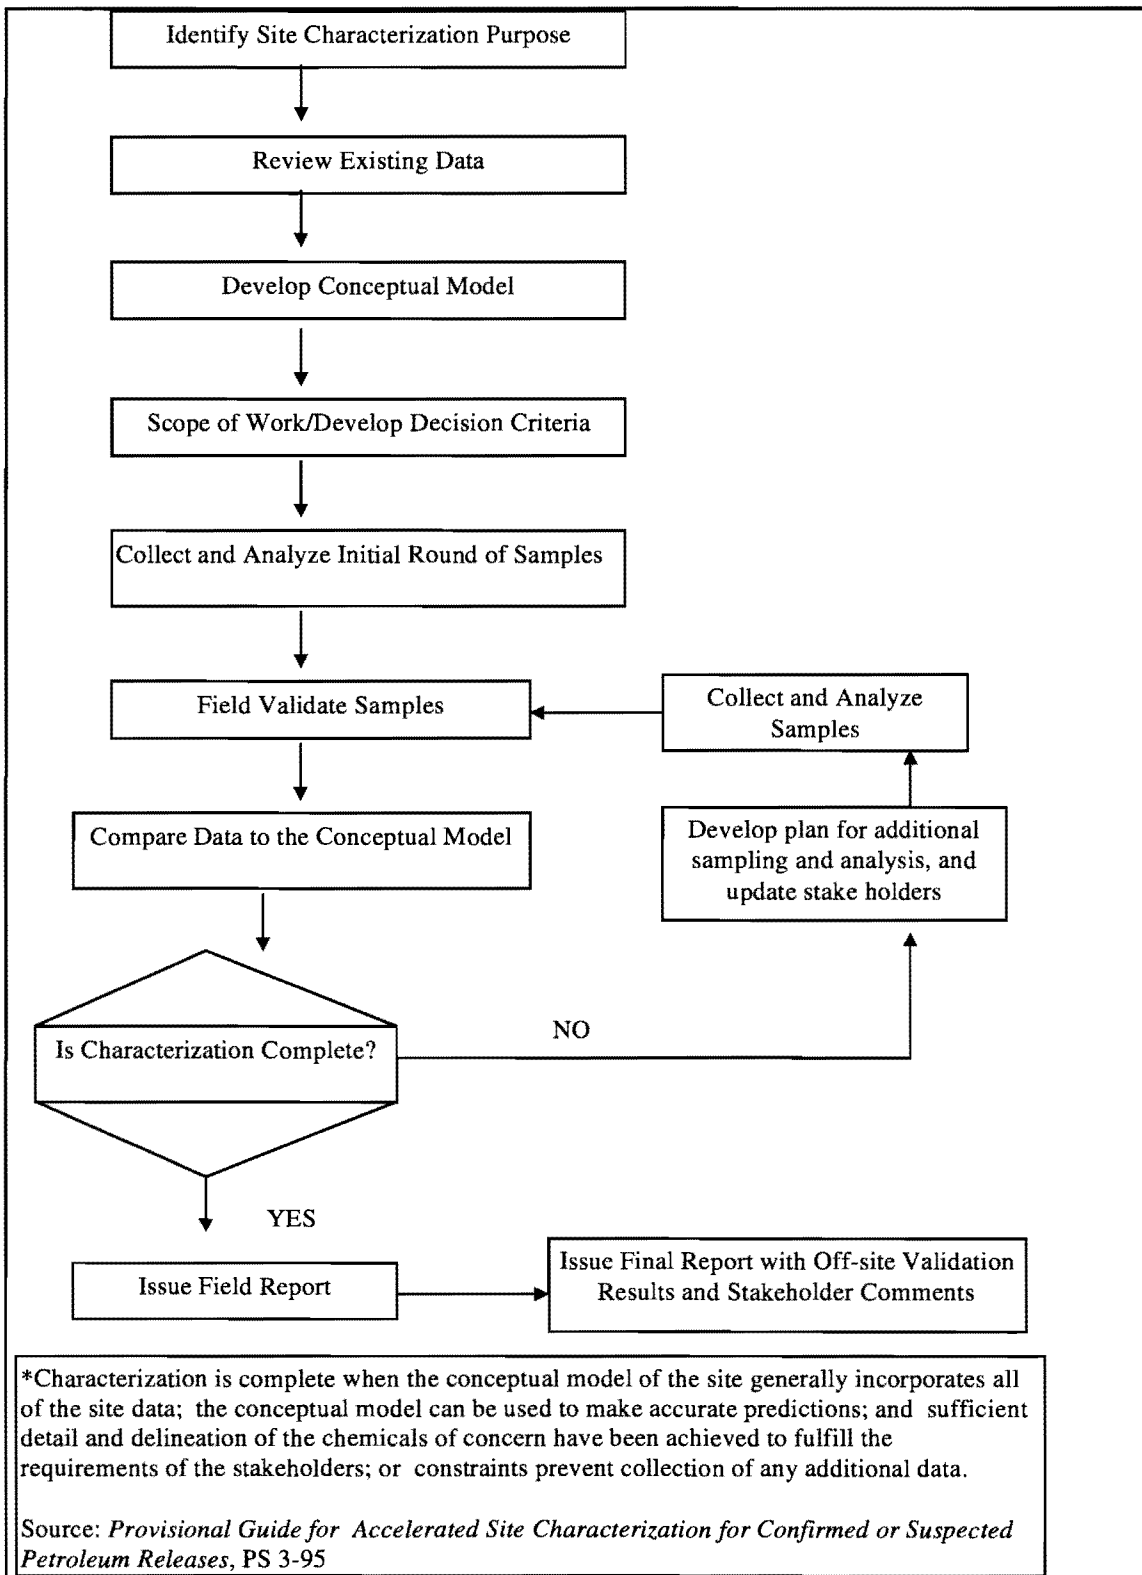 Identify Site Characterization Purpose
Review Existing Data
Develop Conceptual Model
Scope of Work/Develop Decision Criteria
Collect and Analyze Initial Round of Samples
Field Validate Samples
Collect and Analyze
Samples
Compare Data to the Conceptual Model
Develop plan for additional
sampling and analysis, and
update stake holders
Is Characterization Complete?
NO
YES
Issue Field Report
Issue Final Report with Off-site Validation
Results and Stakeholder Comments
*Characterization is complete when the conceptual model of the site generally incorporates all
of the site data; the conceptual model can be used to make accurate predictions; and sufficient
detail and delineation of the chemicals of concern have been achieved to fulfill the
requirements of the stakeholders; or constraints prevent collection of any additional data.
Source: Provisional Guide for Accelerated Site Characterization for Confirmed or Suspected
Petroleum Releases, PS 3-95